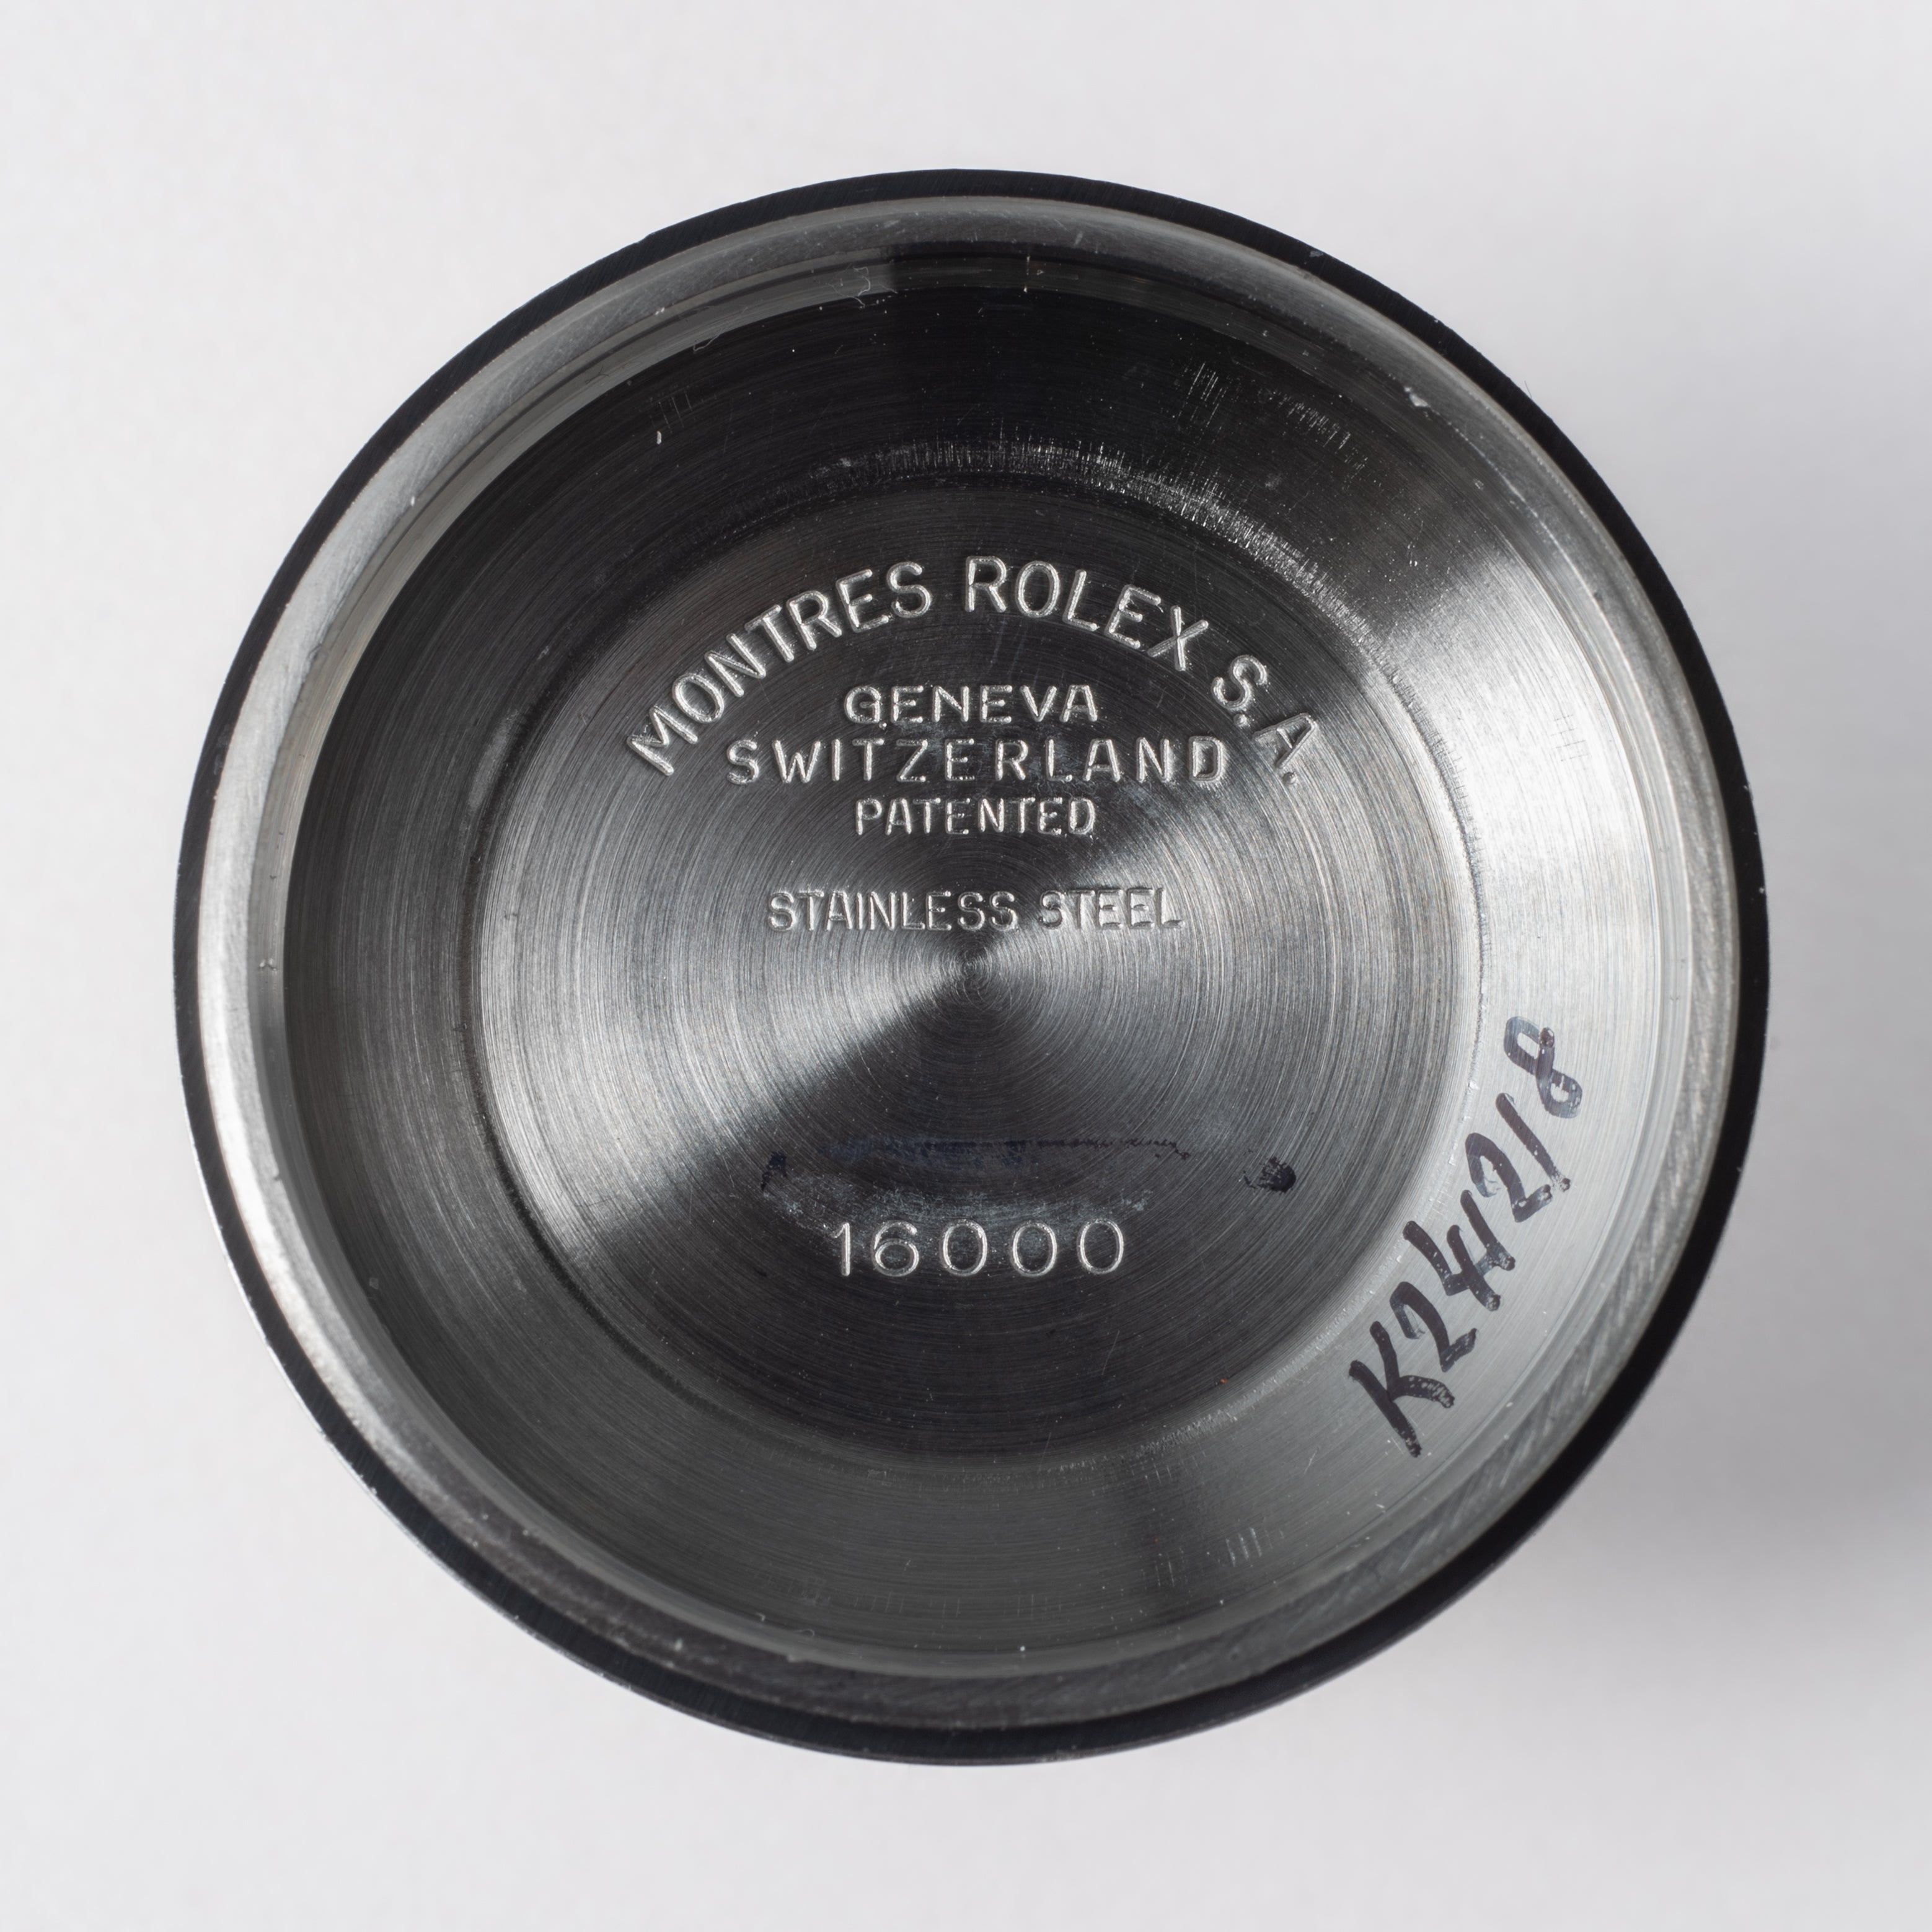 MONTRES ROLEX S.A.
GENEVA
SWITZERLAND
PATENTED
STAINLESS STEEL
16000
K24218